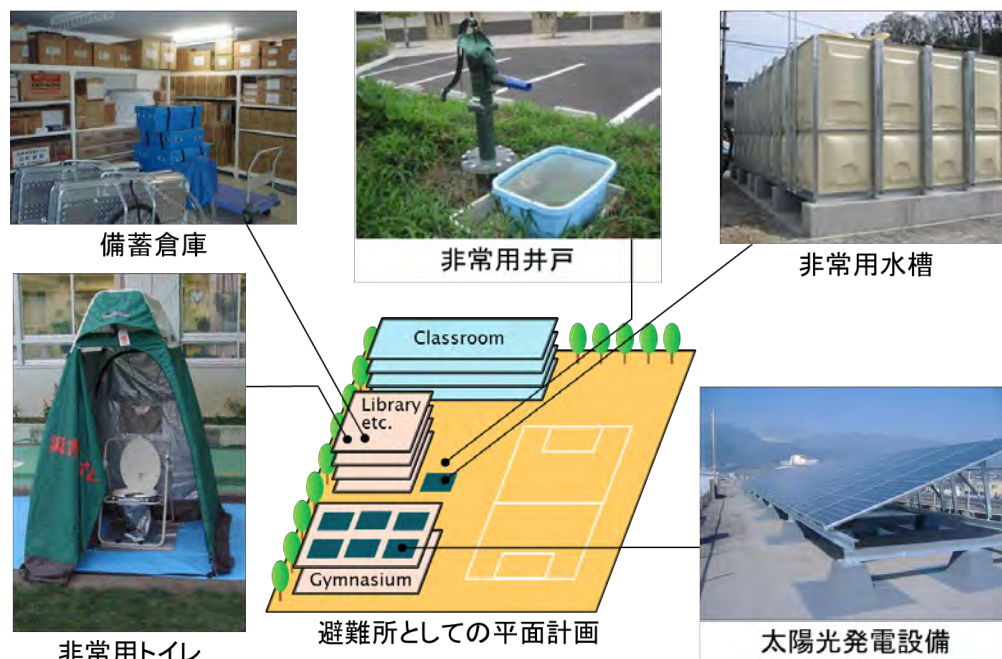 備蓄倉庫
非常用井戸
非常用水槽
Classroom
Library
etc.
Gymnasium
非常用トイレ
避難所としての平面計画
太陽光発電設備